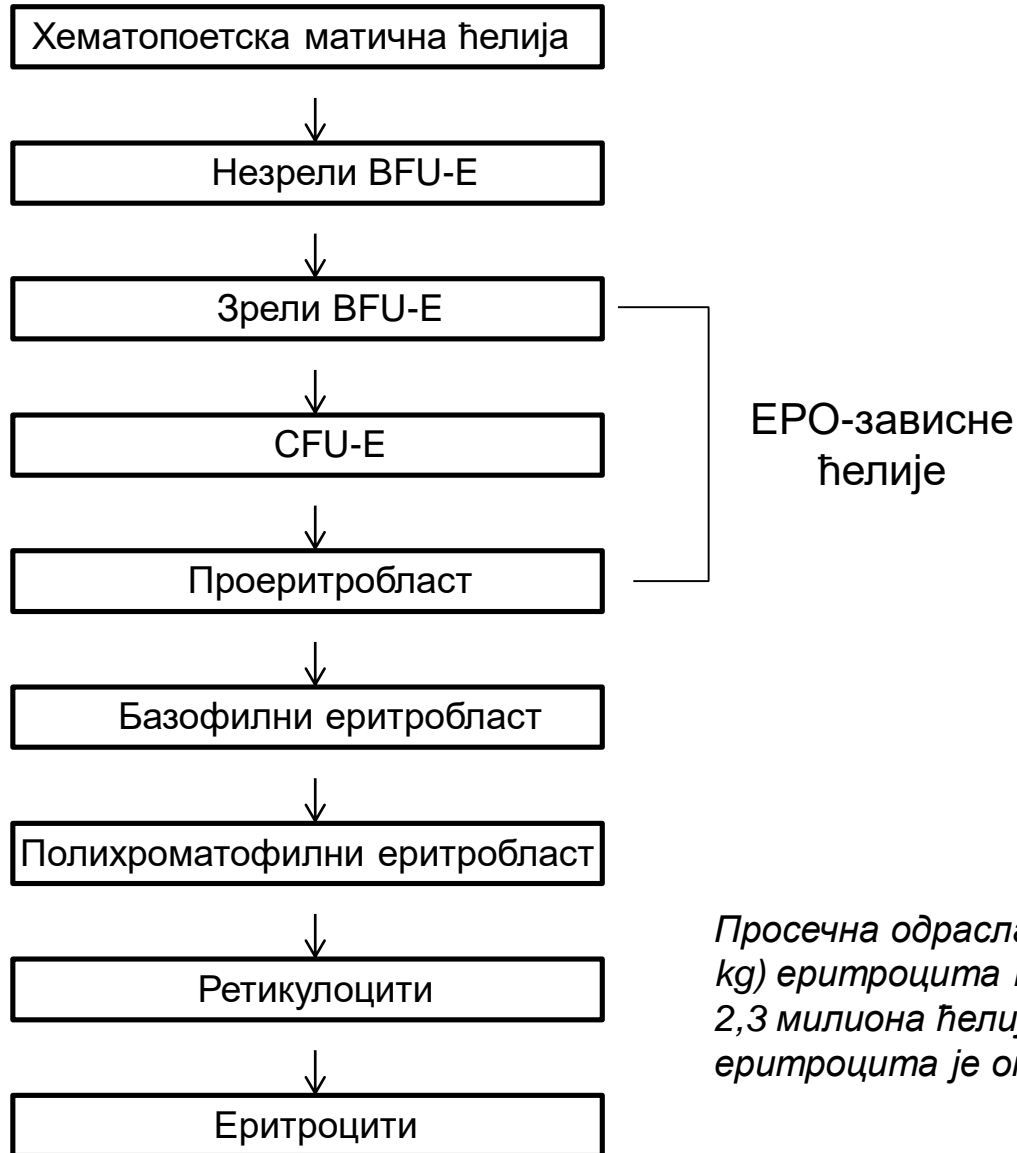 Хематопоетска матична ћелија
Незрели BFU-E
Зрели BFU-E
CFU-E
Проеритробласт
Базофилни еритробласт
Полихроматофилни еритробласт
Ретикулоцити
Еритроцити
ЕРО-зависне
ћелије
Просечна одрасла
kg) еритроцита
2,3 милиона
еритроцита је